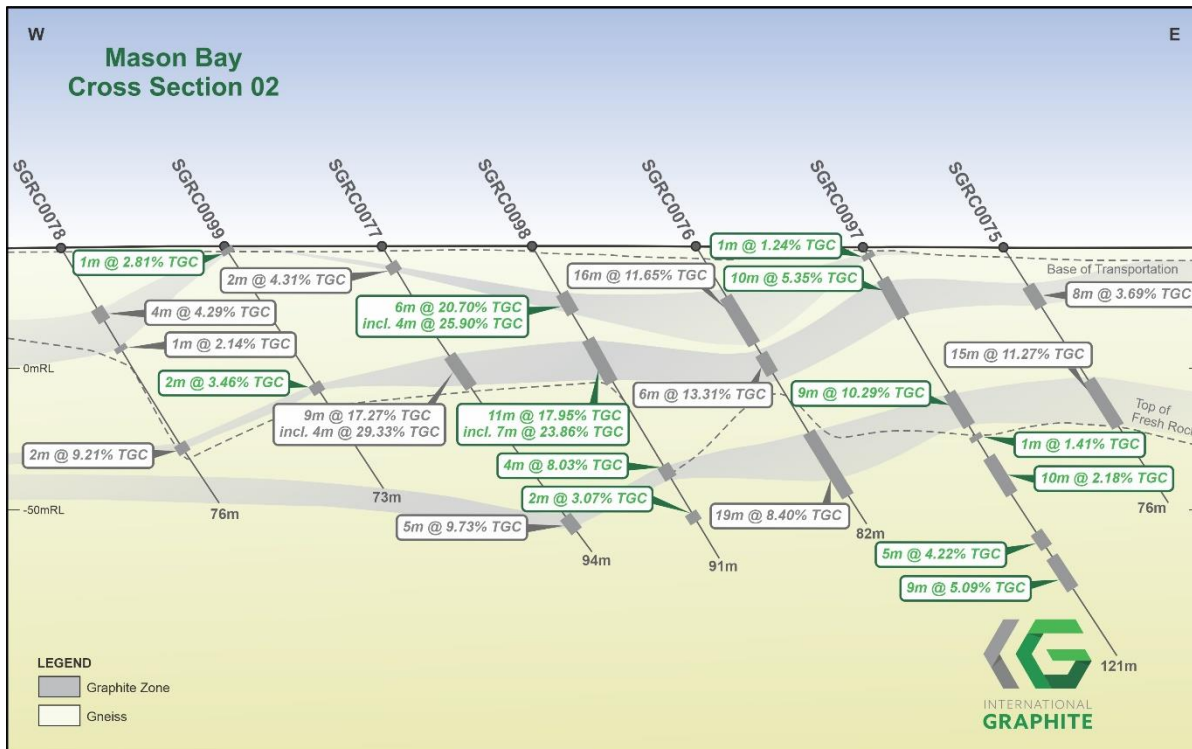 W
E
Mason Bay
Cross Section 02
SGRC0078
SGRC0099
SGRC0077
SGRC0098
SGRC0076
SGRC0097
SGRC0075
1m @ 2.81% TGC
2m @ 4.31% TGC
4m @ 4.29% TGC
1m @ 2.14% TGC
6m @ 20.70% TGC
incl. 4m @ 25.90% TGC
16m @ 11.65% TGC
1m @ 1.24% TGC
10m @ 5.35% TGC
Base of Transportation
8m @ 3.69% TGC
0mRL
2m @ 3.46% TGC
9m @ 17.27% TGC
incl. 4m @ 29.33% TGC
11m @ 17.95% TGC
incl. 7m @ 23.86% TGC
6m @ 13.31% TGC
15m @ 11.27% TGC
9m @ 10.29% TGC
Top of
Fresh Rock
1m @ 1.41% TGC
2m @ 9.21% TGC
4m @ 8.03% TGC
10m @ 2.18% TGC
2m @ 3.07% TGC
-50mRL
76m
73m
5m @ 9.73% TGC
19m @ 8.40% TGC
82m
76m
94m
91m
5m @ 4.22% TGC
9m @ 5.09% TGC
121m
LEGEND
Graphite Zone
Gneiss
INTERNATIONAL
GRAPHITE